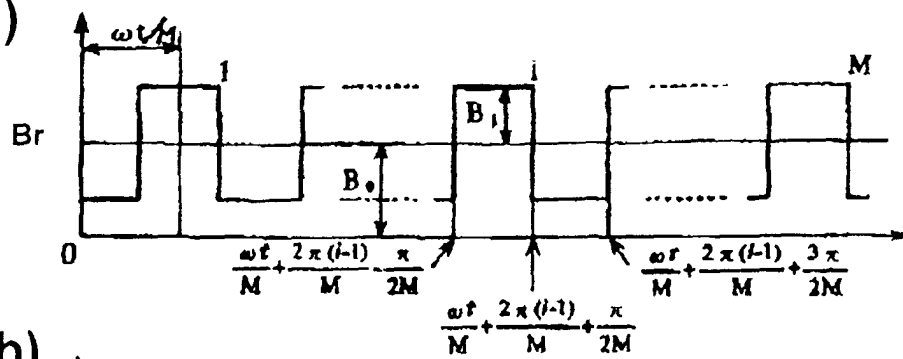 )
ωt/M
1
i
M
Br
B₁
B₀
0
ωt/M + 2π(i-1)/M - π/2M
ωt/M + 2π(i-1)/M + 3π/2M
ωt/M + 2π(i-1)/M + π/2M
b)